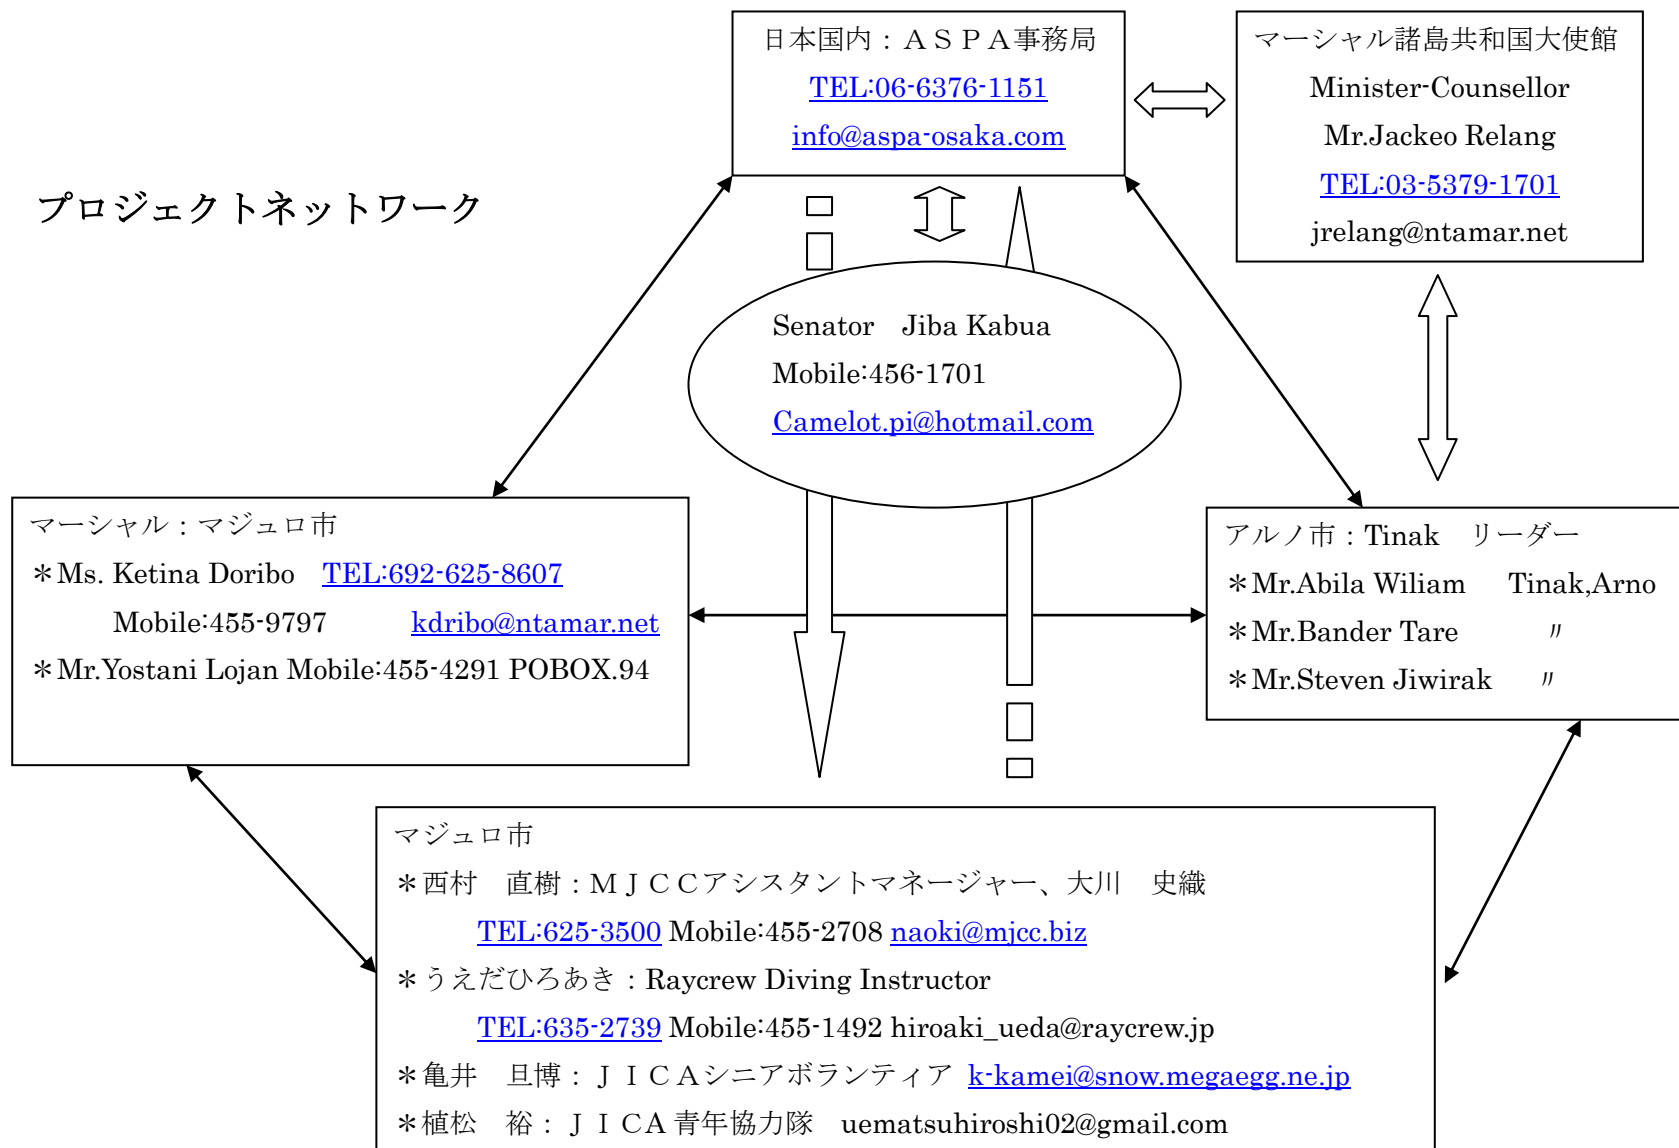 日本国内：ＡＳＰＡ事務局
TEL:06-6376-1151
info@aspa-osaka.com
マーシャル諸島共和国大使館
Minister-Counsellor
Mr.Jackeo Relang
TEL:03-5379-1701
jrelang@ntamar.net
プロジェクトネットワーク
Senator　Jiba Kabua
Mobile:456-1701
Camelot.pi@hotmail.com
マーシャル：マジュロ市
＊Ms. Ketina Doribo　TEL:692-625-8607
Mobile:455-9797　kdribo@ntamar.net
＊Mr.Yostani Lojan Mobile:455-4291 POBOX.94
アルノ市：Tinak　リーダー
＊Mr.Abila Wiliam　Tinak,Arno
＊Mr.Bander Tare　〃
＊Mr.Steven Jiwirak　〃
マジュロ市
＊西村　直樹：ＭＪＣＣアシスタントマネージャー、大川　史織
TEL:625-3500 Mobile:455-2708 naoki@mjcc.biz
＊うえだひろあき：Raycrew Diving Instructor
TEL:635-2739 Mobile:455-1492 hiroaki_ueda@raycrew.jp
＊亀井　旦博：ＪＩＣＡシニアボランティア k-kamei@snow.megaegg.ne.jp
＊植松　裕：ＪＩＣＡ青年協力隊　uematsuhiroshi02@gmail.com